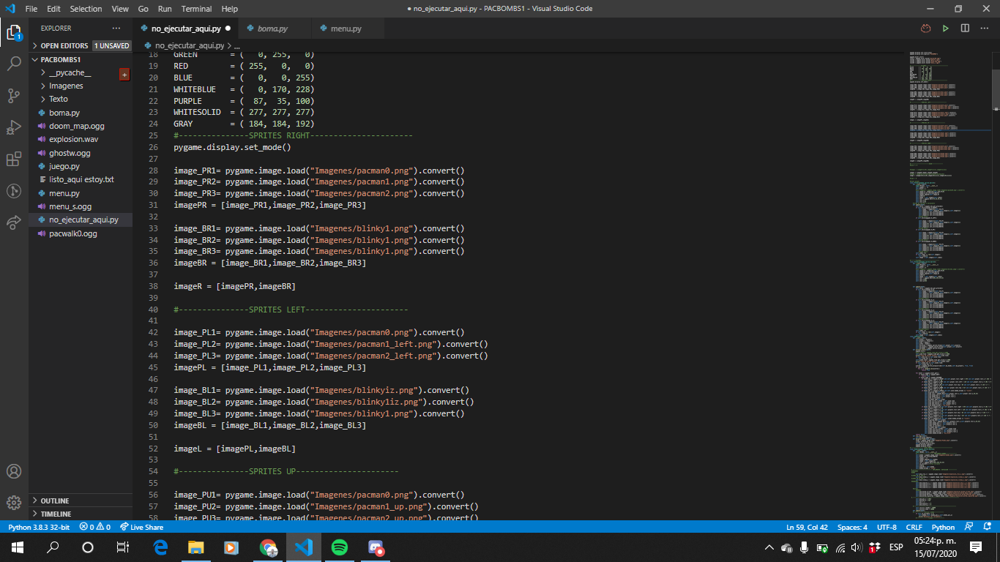 File Edit Selection View Go Run Terminal Help
● no_ejecutar_aqui.py - PACBOMBS1 - Visual Studio Code
EXPLORER
OPEN EDITORS 1 UNSAVED
PACBOMBS1
__pycache__
Imagenes
Texto
boma.py
doom_map.ogg
explosion.wav
ghostw.ogg
juego.py
listo_aqui estoy.txt
menu.py
menu_s.ogg
no_ejecutar_aqui.py
pacwalk0.ogg
OUTLINE
TIMELINE
no_ejecutar_aqui.py ● boma.py menu.py
no_ejecutar_aqui.py > ...
18 GREEN = ( 0, 255, 0)
19 RED = ( 255, 0, 0)
20 BLUE = ( 0, 0, 255)
21 WHITEBLUE = ( 0, 170, 228)
22 PURPLE = ( 87, 35, 100)
23 WHITESOLID = ( 277, 277, 277)
24 GRAY = ( 184, 184, 192)
25 #---------------SPRITES RIGHT----------------------
26 pygame.display.set_mode()
27
28 image_PR1= pygame.image.load("Imagenes/pacman0.png").convert()
29 image_PR2= pygame.image.load("Imagenes/pacman1.png").convert()
30 image_PR3= pygame.image.load("Imagenes/pacman2.png").convert()
31 imagePR = [image_PR1,image_PR2,image_PR3]
32
33 image_BR1= pygame.image.load("Imagenes/blinky1.png").convert()
34 image_BR2= pygame.image.load("Imagenes/blinky1.png").convert()
35 image_BR3= pygame.image.load("Imagenes/blinky1.png").convert()
36 imageBR = [image_BR1,image_BR2,image_BR3]
37
38 imageR = [imagePR,imageBR]
39
40 #---------------SPRITES LEFT----------------------
41
42 image_PL1= pygame.image.load("Imagenes/pacman0.png").convert()
43 image_PL2= pygame.image.load("Imagenes/pacman1_left.png").convert()
44 image_PL3= pygame.image.load("Imagenes/pacman2_left.png").convert()
45 imagePL = [image_PL1,image_PL2,image_PL3]
46
47 image_BL1= pygame.image.load("Imagenes/blinkyiz.png").convert()
48 image_BL2= pygame.image.load("Imagenes/blinky1iz.png").convert()
49 image_BL3= pygame.image.load("Imagenes/blinky1.png").convert()
50 imageBL = [image_BL1,image_BL2,image_BL3]
51
52 imageL = [imagePL,imageBL]
53
54 #---------------SPRITES UP----------------------
55
56 image_PU1= pygame.image.load("Imagenes/pacman0.png").convert()
57 image_PU2= pygame.image.load("Imagenes/pacman1_up.png").convert()
58 image_PU3= pygame.image.load("Imagenes/pacman2_up.png").convert()
Python 3.8.3 32-bit 0 0 Live Share Ln 59, Col 42 Spaces: 4 UTF-8 CRLF Python
ESP
05:24:p. m.
15/07/2020